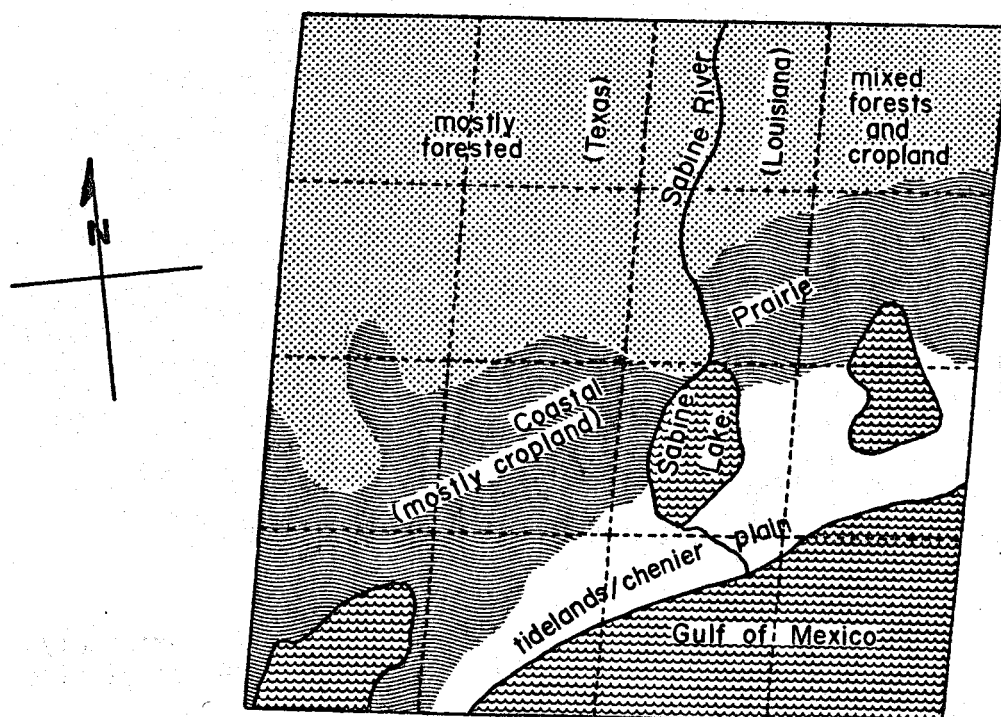 N
mostly
forested
(Texas)
Sabine River
(Louisiana)
mixed
forests
and
cropland
Prairie
Coastal
(mostly cropland)
Sabine
Lake
tidelands/chenier plain
Gulf of Mexico